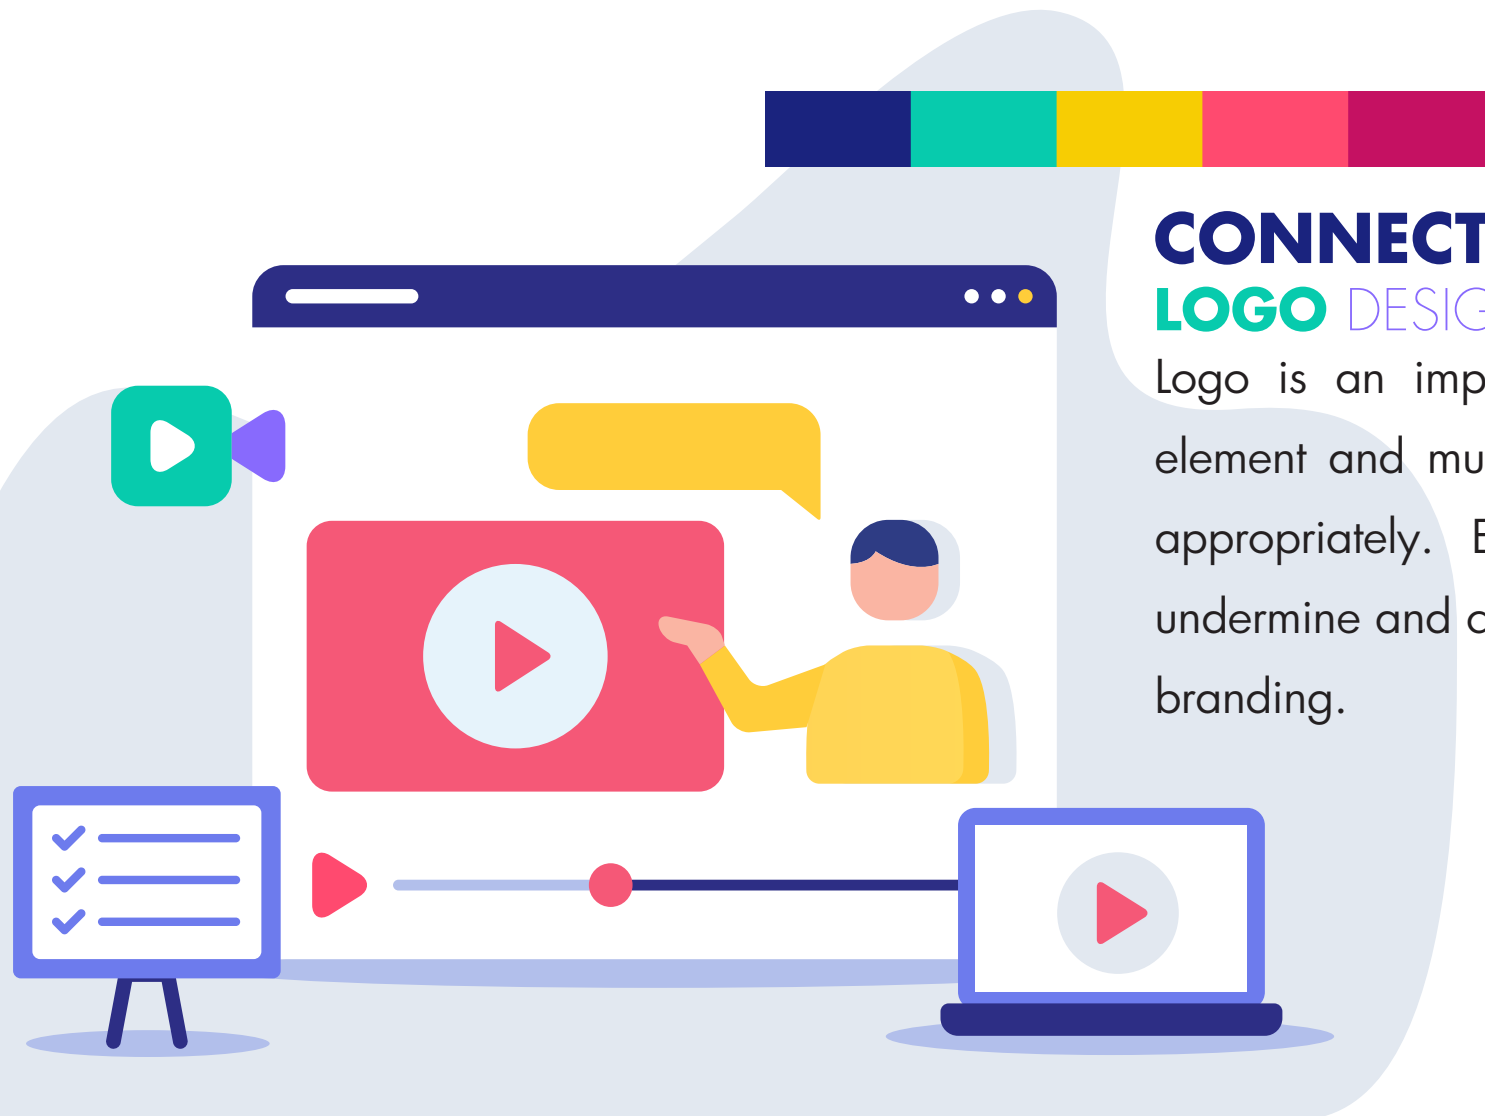 CONNECT
LOGO DESIG
Logo is an imp
element and mu
appropriately. E
undermine and c
branding.